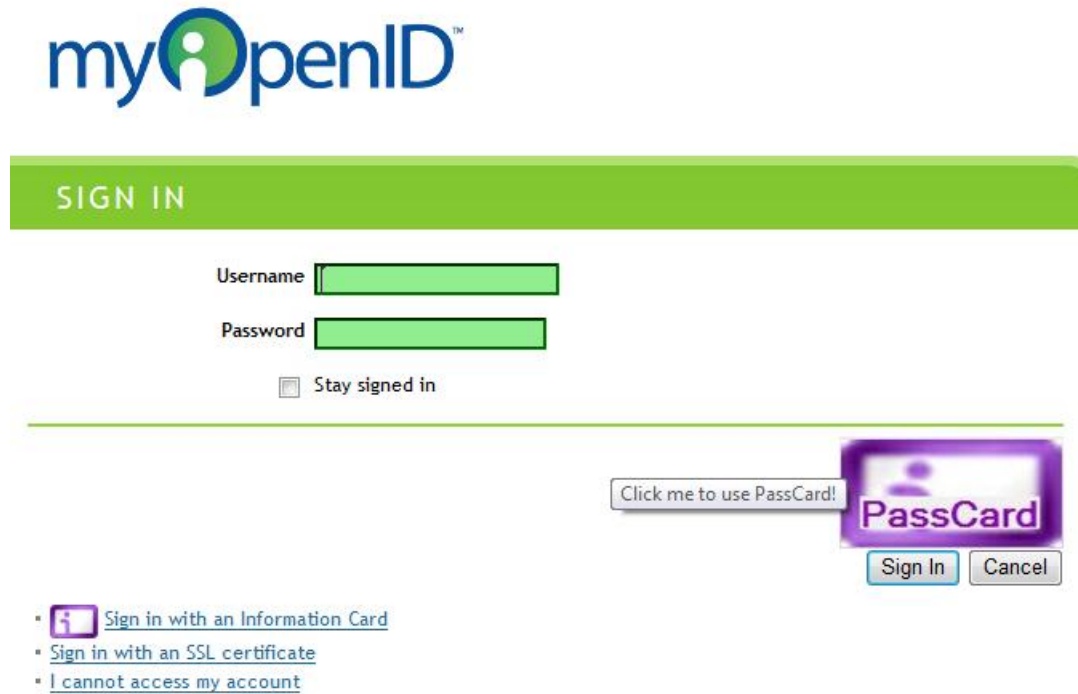 myOpenID™
SIGN IN
Username
Password
Stay signed in
Click me to use PassCard!
PassCard
Sign In Cancel
Sign in with an Information Card
Sign in with an SSL certificate
I cannot access my account